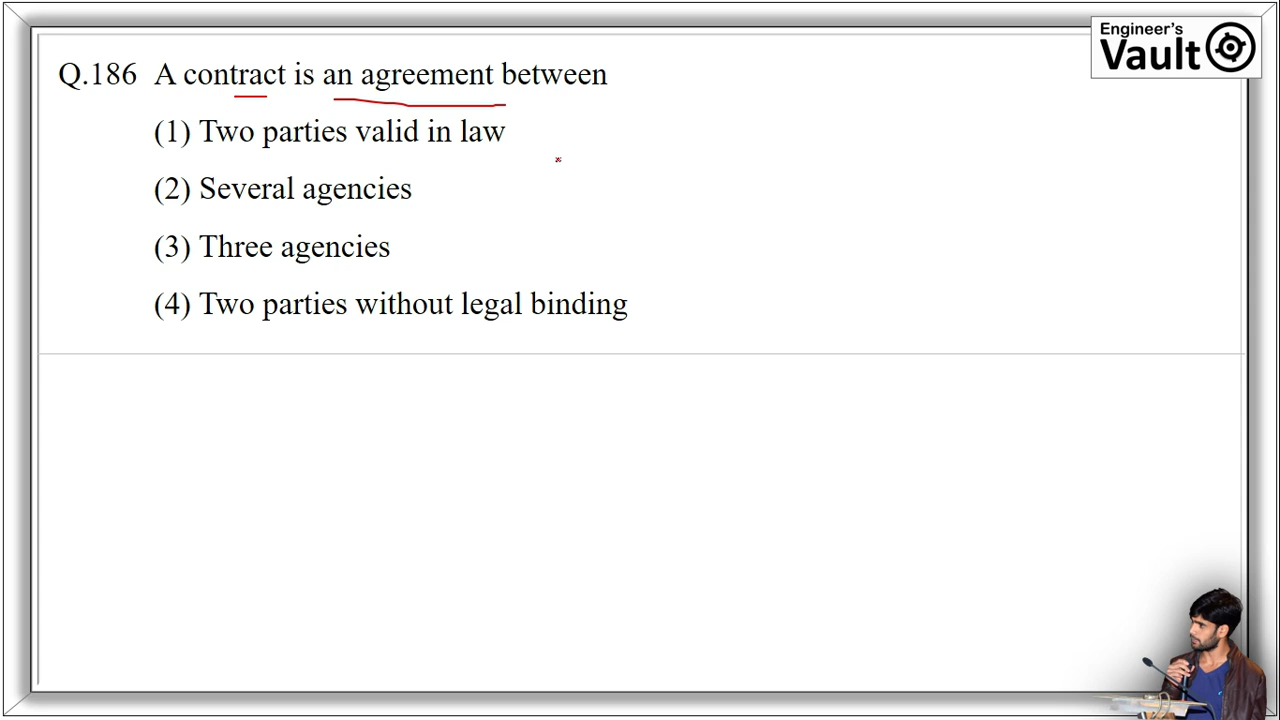 Engineer's
Vault
Q.186 A contract is an agreement between
(1) Two parties valid in law
(2) Several agencies
(3) Three agencies
(4) Two parties without legal binding